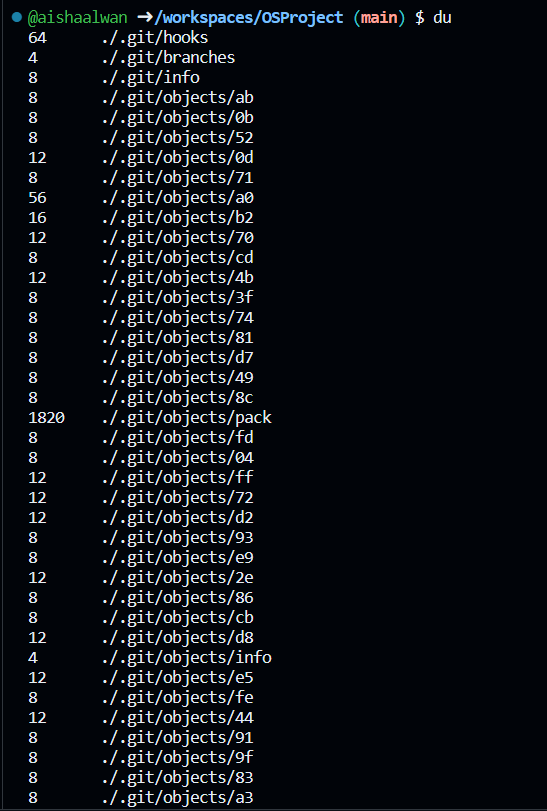 @aishaalwan ➜/workspaces/OSProject (main) $ du
64 ./.git/hooks
4 ./.git/branches
8 ./.git/info
8 ./.git/objects/ab
8 ./.git/objects/0b
8 ./.git/objects/52
12 ./.git/objects/0d
8 ./.git/objects/71
56 ./.git/objects/a0
16 ./.git/objects/b2
12 ./.git/objects/70
8 ./.git/objects/cd
12 ./.git/objects/4b
8 ./.git/objects/3f
8 ./.git/objects/74
8 ./.git/objects/81
8 ./.git/objects/d7
8 ./.git/objects/49
8 ./.git/objects/8c
1820 ./.git/objects/pack
8 ./.git/objects/fd
8 ./.git/objects/04
12 ./.git/objects/ff
12 ./.git/objects/72
12 ./.git/objects/d2
8 ./.git/objects/93
8 ./.git/objects/e9
12 ./.git/objects/2e
8 ./.git/objects/86
8 ./.git/objects/cb
12 ./.git/objects/d8
4 ./.git/objects/info
12 ./.git/objects/e5
8 ./.git/objects/fe
12 ./.git/objects/44
8 ./.git/objects/91
8 ./.git/objects/9f
8 ./.git/objects/83
8 ./.git/objects/a3